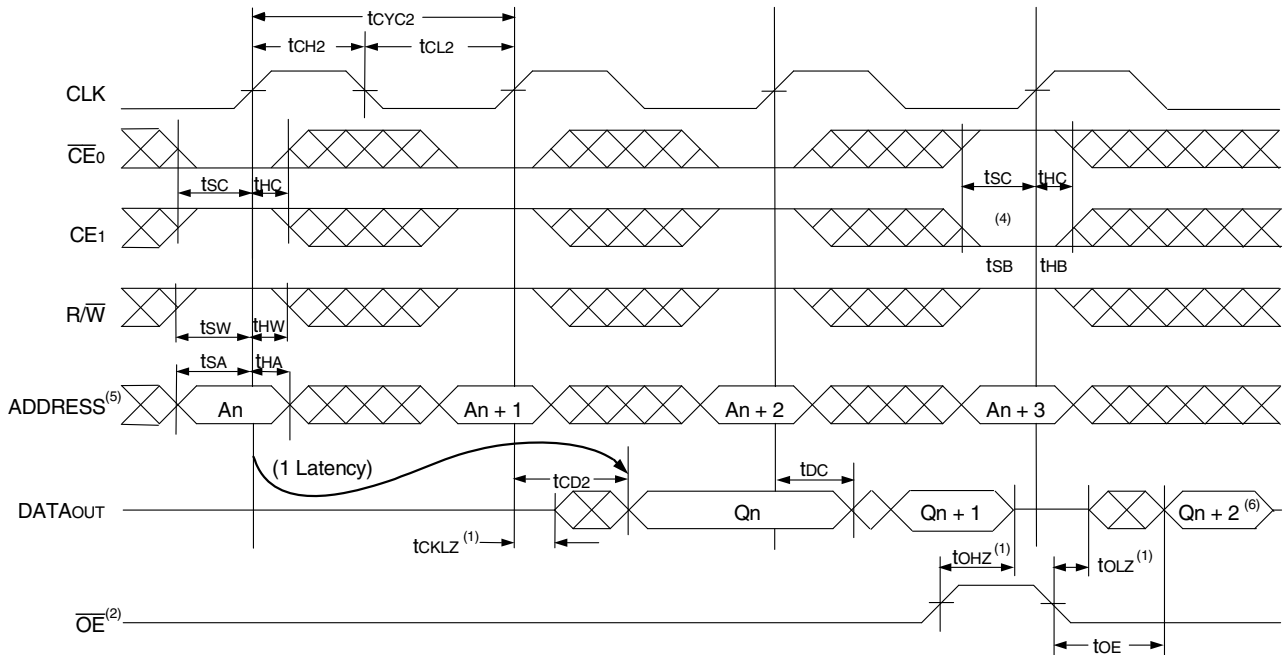 tCYC2
tCH2 tCL2
CLK
CE0
tSC tHC tSC tHC
CE1 (4)
tSB tHB
R/W
tSW tHW
tSA tHA
ADDRESS(5) An An + 1 An + 2 An + 3
(1 Latency) tCD2 tDC
DATAOUT Qn Qn + 1 Qn + 2 (6)
tCKLZ(1) tOHZ(1) tOLZ(1)
OE(2)
tOE